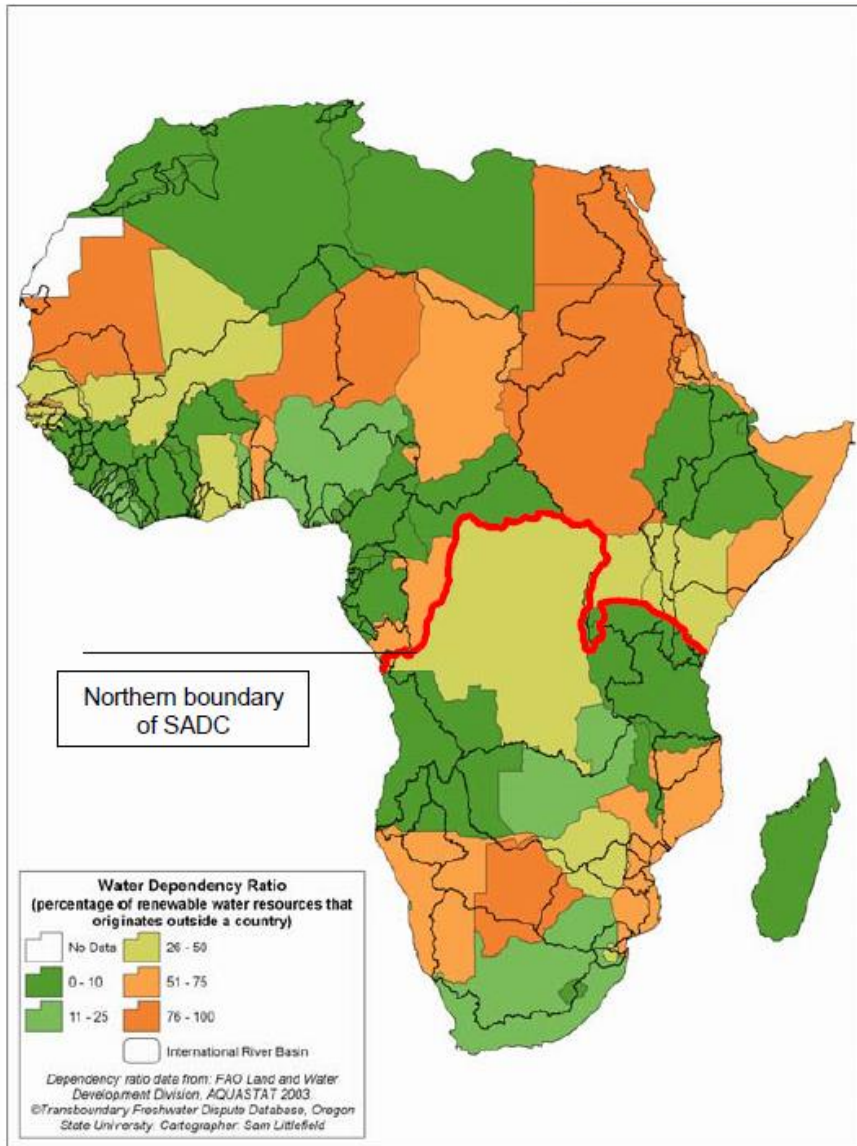 Northern boundary
of SADC
Water Dependency Ratio
(percentage of renewable water resources that
originates outside a country)
No Data
26 - 50
0 - 10
51 - 75
11 - 25
76 - 100
International River Basin
Dependency ratio data from: FAO Land and Water
Development Division, AQUASTAT 2003.
©Transboundary Freshwater Dispute Database, Oregon
State University. Cartographer: Sam Littlefield